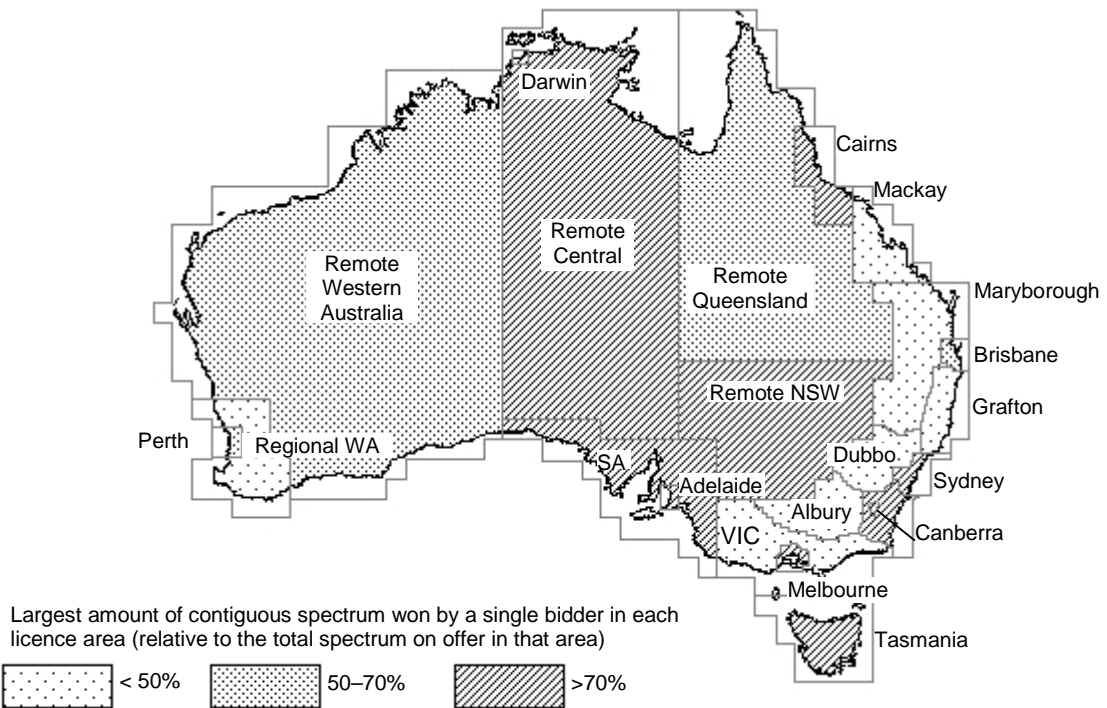 Darwin
Cairns
Mackay
Remote
Central
Remote
Western
Australia
Remote
Queensland
Maryborough
Brisbane
Remote NSW
Grafton
Perth
Regional WA
Dubbo
SA
Adelaide
Sydney
Albury
VIC
Canberra
Melbourne
Tasmania
Largest amount of contiguous spectrum won by a single bidder in each
licence area (relative to the total spectrum on offer in that area)
< 50%
50–70%
>70%